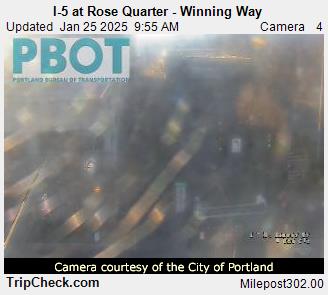 I-5 at Rose Quarter - Winning Way
Updated Jan 25 2025 9:55 AM Camera 4
PBOT
PORTLAND BUREAU OF TRANSPORTATION
Camera courtesy of the City of Portland
TripCheck.com Milepost302.00